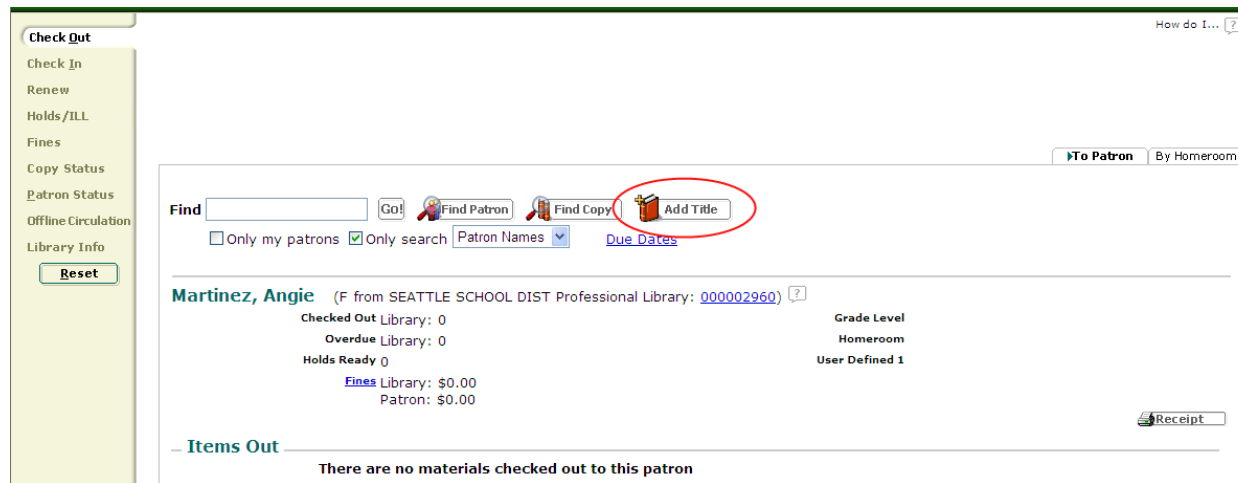 How do I... ?
Check Out
Check In
Renew
Holds/ILL
Fines
Copy Status
Patron Status
Offline Circulation
Library Info
Reset
To Patron By Homeroom
Find Go! Find Patron Find Copy Add Title
Only my patrons Only search Patron Names Due Dates
Martinez, Angie (F from SEATTLE SCHOOL DIST Professional Library: 000002960) ?
Checked Out Library: 0 Grade Level
Overdue Library: 0 Homeroom
Holds Ready 0 User Defined 1
Fines Library: $0.00
Patron: $0.00
Receipt
Items Out
There are no materials checked out to this patron